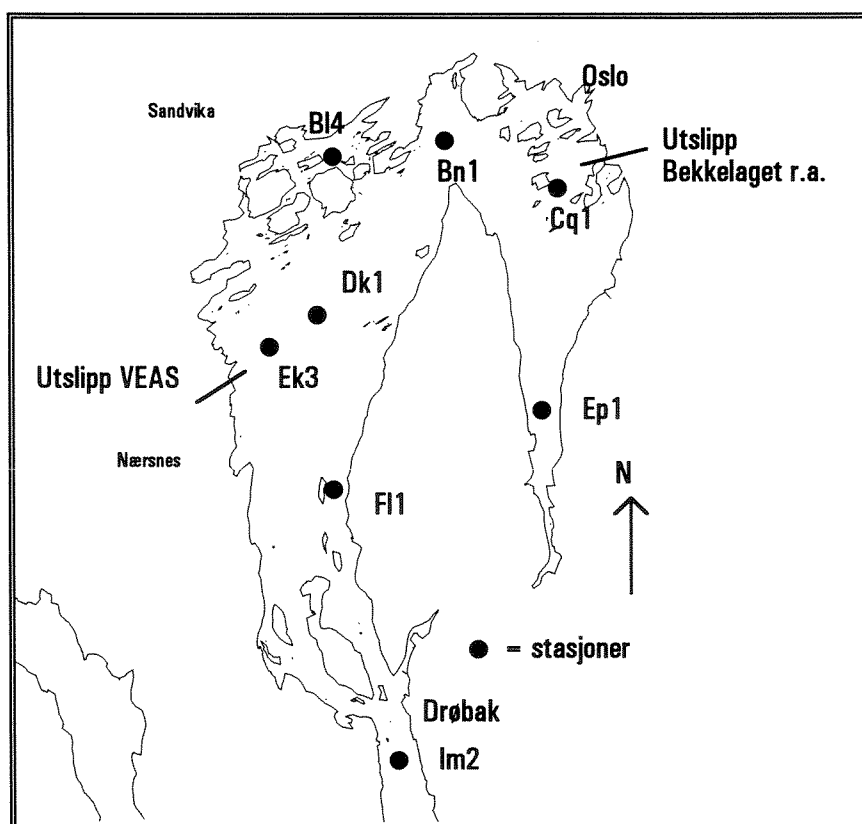 Oslo
Sandvika
Bl4
Bn1
Utslipp
Bekkelaget r.a.
Cq1
Dk1
Utslipp VEAS
Ek3
Ep1
Nærsnes
N
Fl1
= stasjoner
Drøbak
Im2